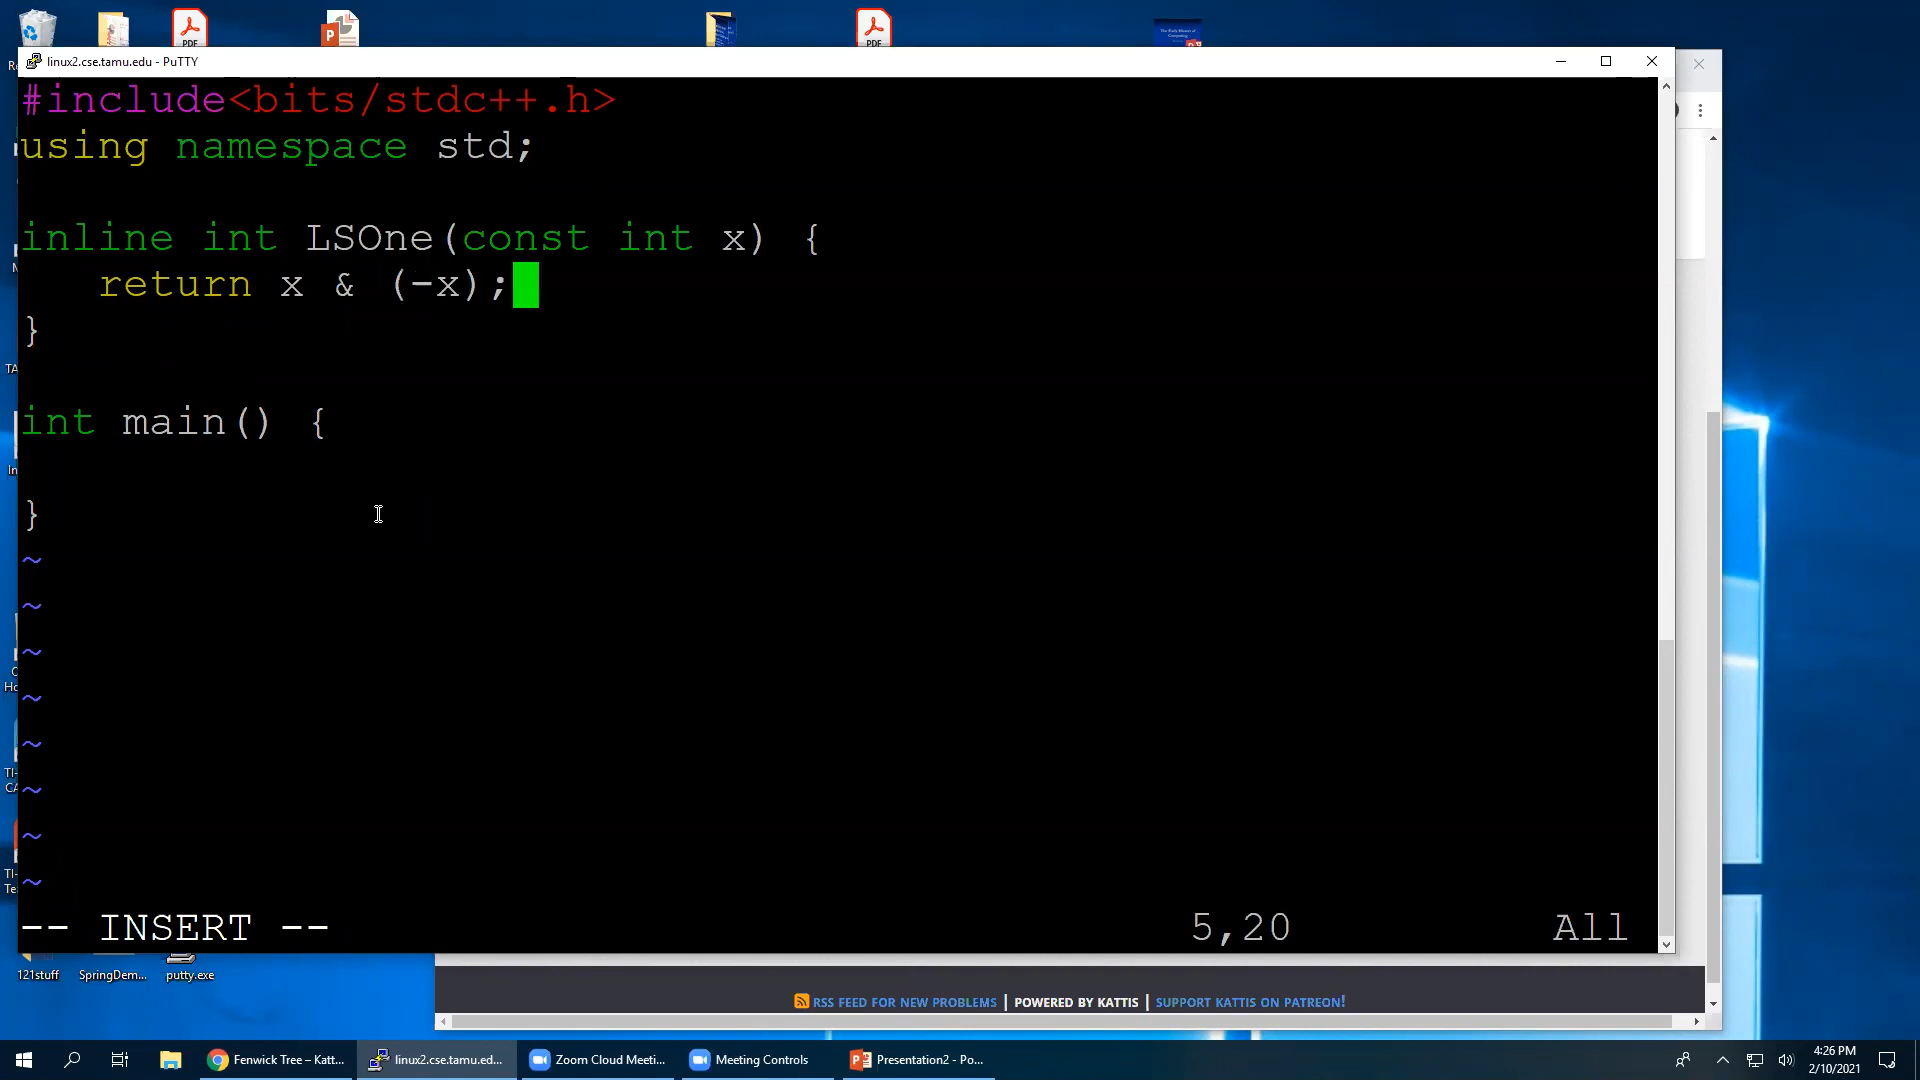 linux2.cse.tamu.edu - PuTTY
#include<bits/stdc++.h>
using namespace std;
inline int LSOne(const int x) {
return x & (-x);
}
int main() {
}
~
~
~
~
~
~
~
~
-- INSERT --
5,20
All
121stuff
SpringDem...
putty.exe
RSS FEED FOR NEW PROBLEMS | POWERED BY KATTIS | SUPPORT KATTIS ON PATREON!
Fenwick Tree – Katt...
linux2.cse.tamu.ed...
Zoom Cloud Meeti...
Meeting Controls
Presentation2 - Po...
4:26 PM
2/10/2021
PDF
PDF